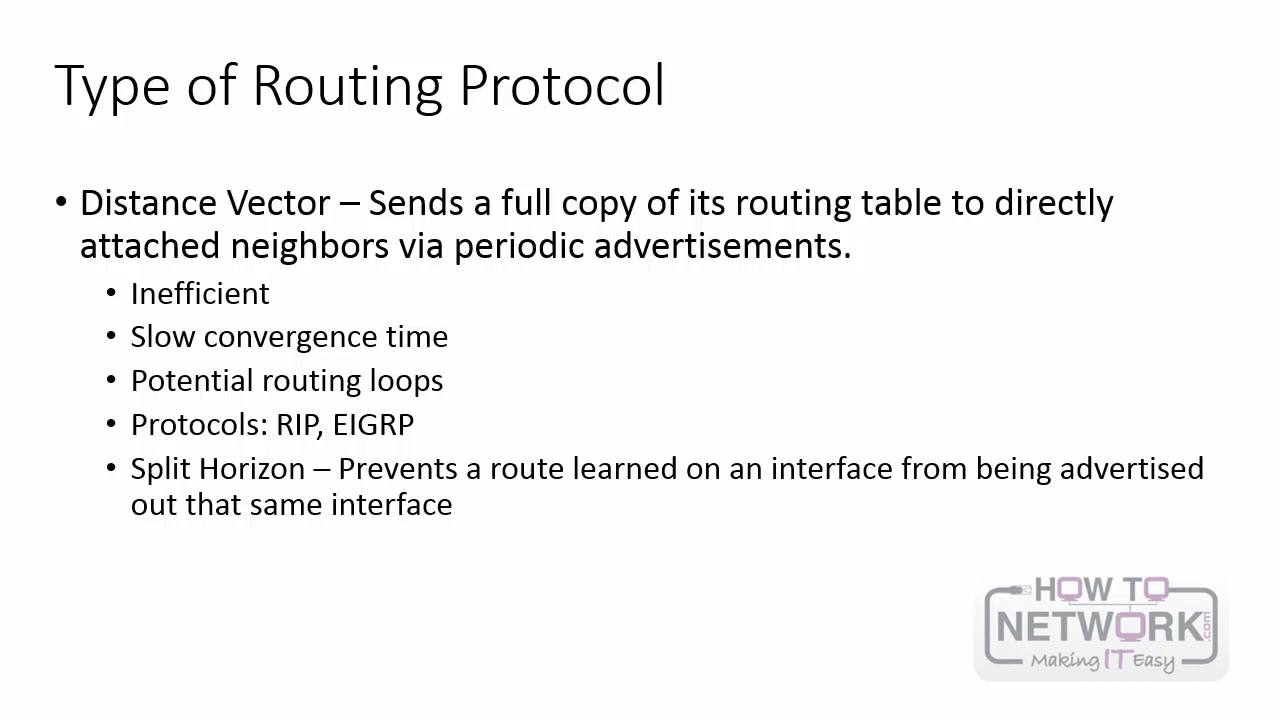 Type of Routing Protocol
• Distance Vector – Sends a full copy of its routing table to directly
attached neighbors via periodic advertisements.
• Inefficient
• Slow convergence time
• Potential routing loops
• Protocols: RIP, EIGRP
• Split Horizon – Prevents a route learned on an interface from being advertised
out that same interface
HOW TO
NETWORK.com
Making IT Easy